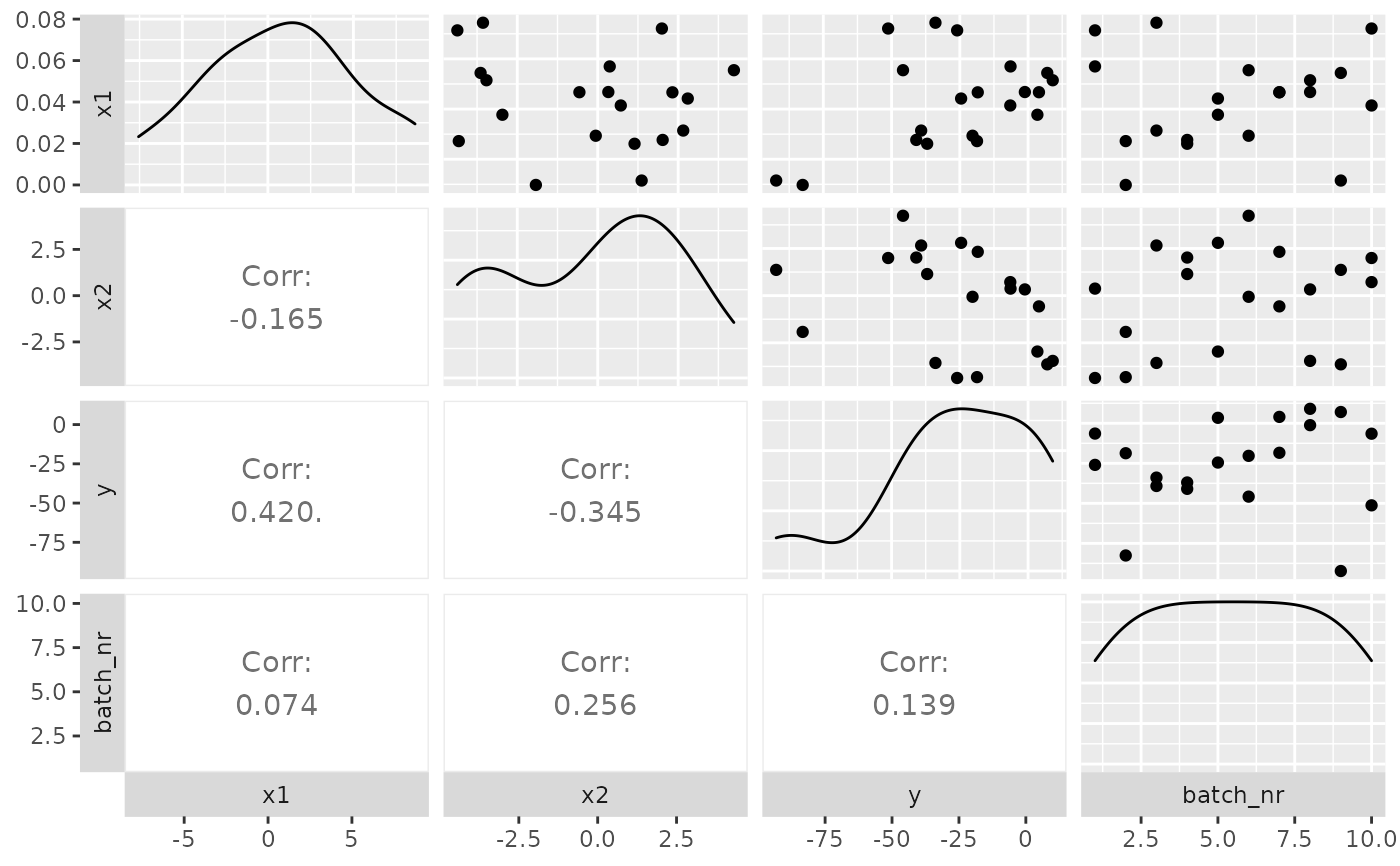 0.08
0.06
0.04
0.02
0.00
x1
2.5
0.0
-2.5
x2
Corr:
-0.165
0
-25
-50
-75
y
Corr:
0.420.
Corr:
-0.345
10.0
7.5
5.0
2.5
batch_nr
Corr:
0.074
Corr:
0.256
Corr:
0.139
x1 x2 y batch_nr
-5 0 5 -2.5 0.0 2.5 -75 -50 -25 0 2.5 5.0 7.5 10.0